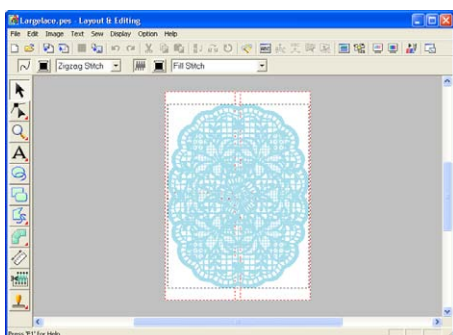 Largelace.pes - Layout & Editing
File Edit Image Text Sew Display Option Help
Zigzag Stitch Fill Stitch
A
Press "F1" for Help